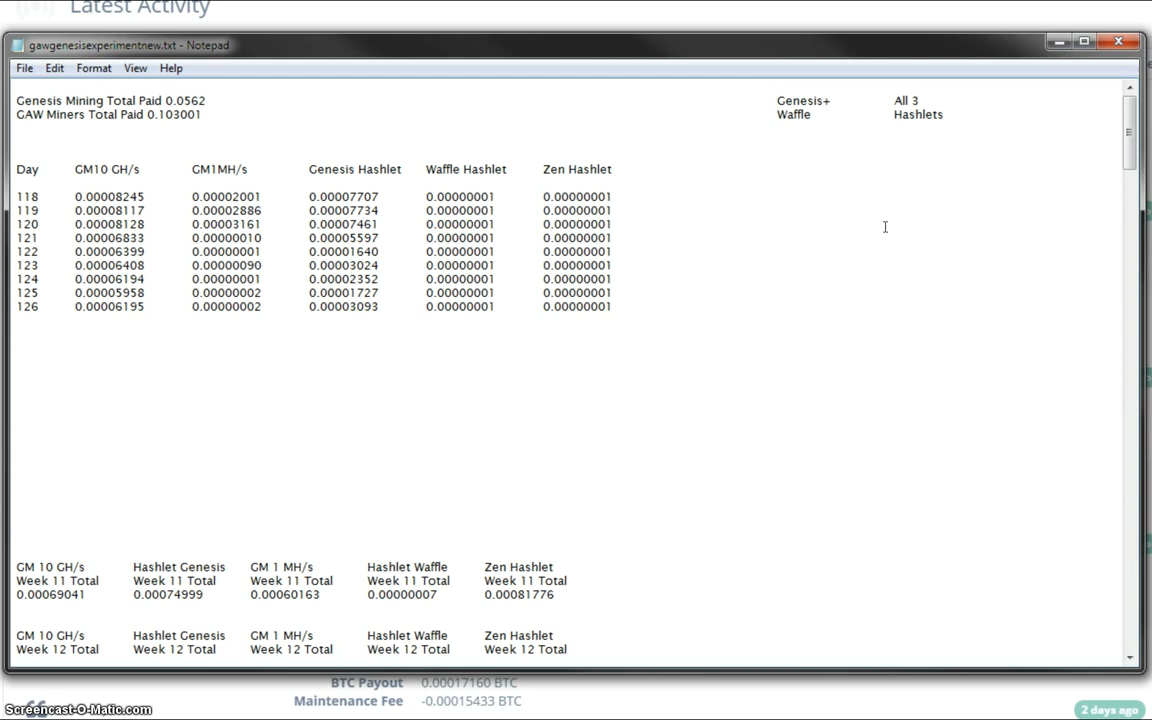 Latest Activity
gawgenesisexperimentnew.txt - Notepad
File Edit Format View Help
Genesis Mining Total Paid 0.0562 Genesis+ All 3
GAW Miners Total Paid 0.103001 Waffle Hashlets
Day GM10 GH/s GM1MH/s Genesis Hashlet Waffle Hashlet Zen Hashlet
118 0.00008245 0.00002001 0.00007707 0.00000001 0.00000001
119 0.00008117 0.00002886 0.00007734 0.00000001 0.00000001
120 0.00008128 0.00003161 0.00007461 0.00000001 0.00000001
121 0.00006833 0.00000010 0.00005597 0.00000001 0.00000001
122 0.00006399 0.00000001 0.00001640 0.00000001 0.00000001
123 0.00006408 0.00000090 0.00003024 0.00000001 0.00000001
124 0.00006194 0.00000001 0.00002352 0.00000001 0.00000001
125 0.00005958 0.00000002 0.00001727 0.00000001 0.00000001
126 0.00006195 0.00000002 0.00003093 0.00000001 0.00000001
GM 10 GH/s Hashlet Genesis GM 1 MH/s Hashlet Waffle Zen Hashlet
Week 11 Total Week 11 Total Week 11 Total Week 11 Total Week 11 Total
0.00069041 0.00074999 0.00060163 0.00000007 0.00081776
GM 10 GH/s Hashlet Genesis GM 1 MH/s Hashlet Waffle Zen Hashlet
Week 12 Total Week 12 Total Week 12 Total Week 12 Total Week 12 Total
BTC Payout 0.00017160 BTC
Maintenance Fee -0.00015433 BTC
Screencast-O-Matic.com
2 days ago